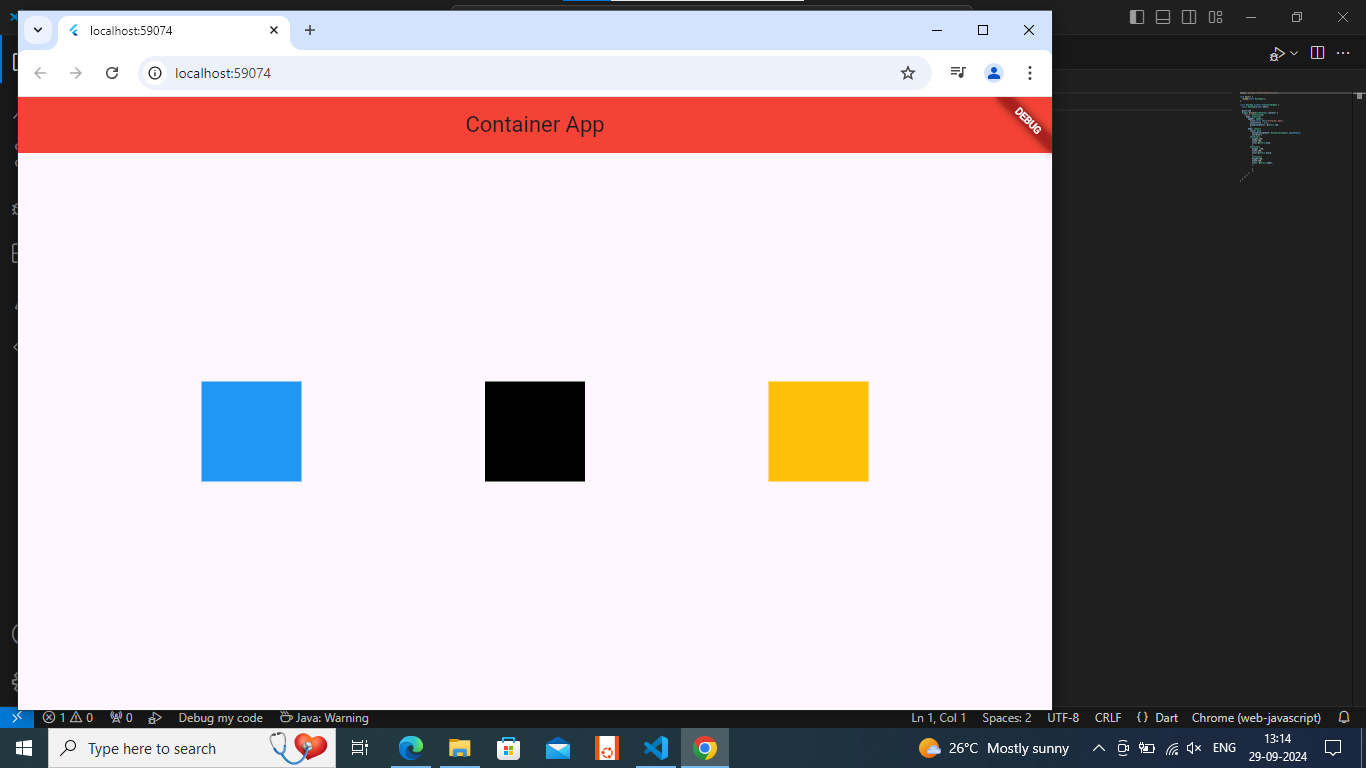 localhost:59074
localhost:59074
Container App
DEBUG
1 0 0 Debug my code Java: Warning
Ln 1, Col 1 Spaces: 2 UTF-8 CRLF {} Dart Chrome (web-javascript)
Type here to search
26°C Mostly sunny
ENG
13:14
29-09-2024